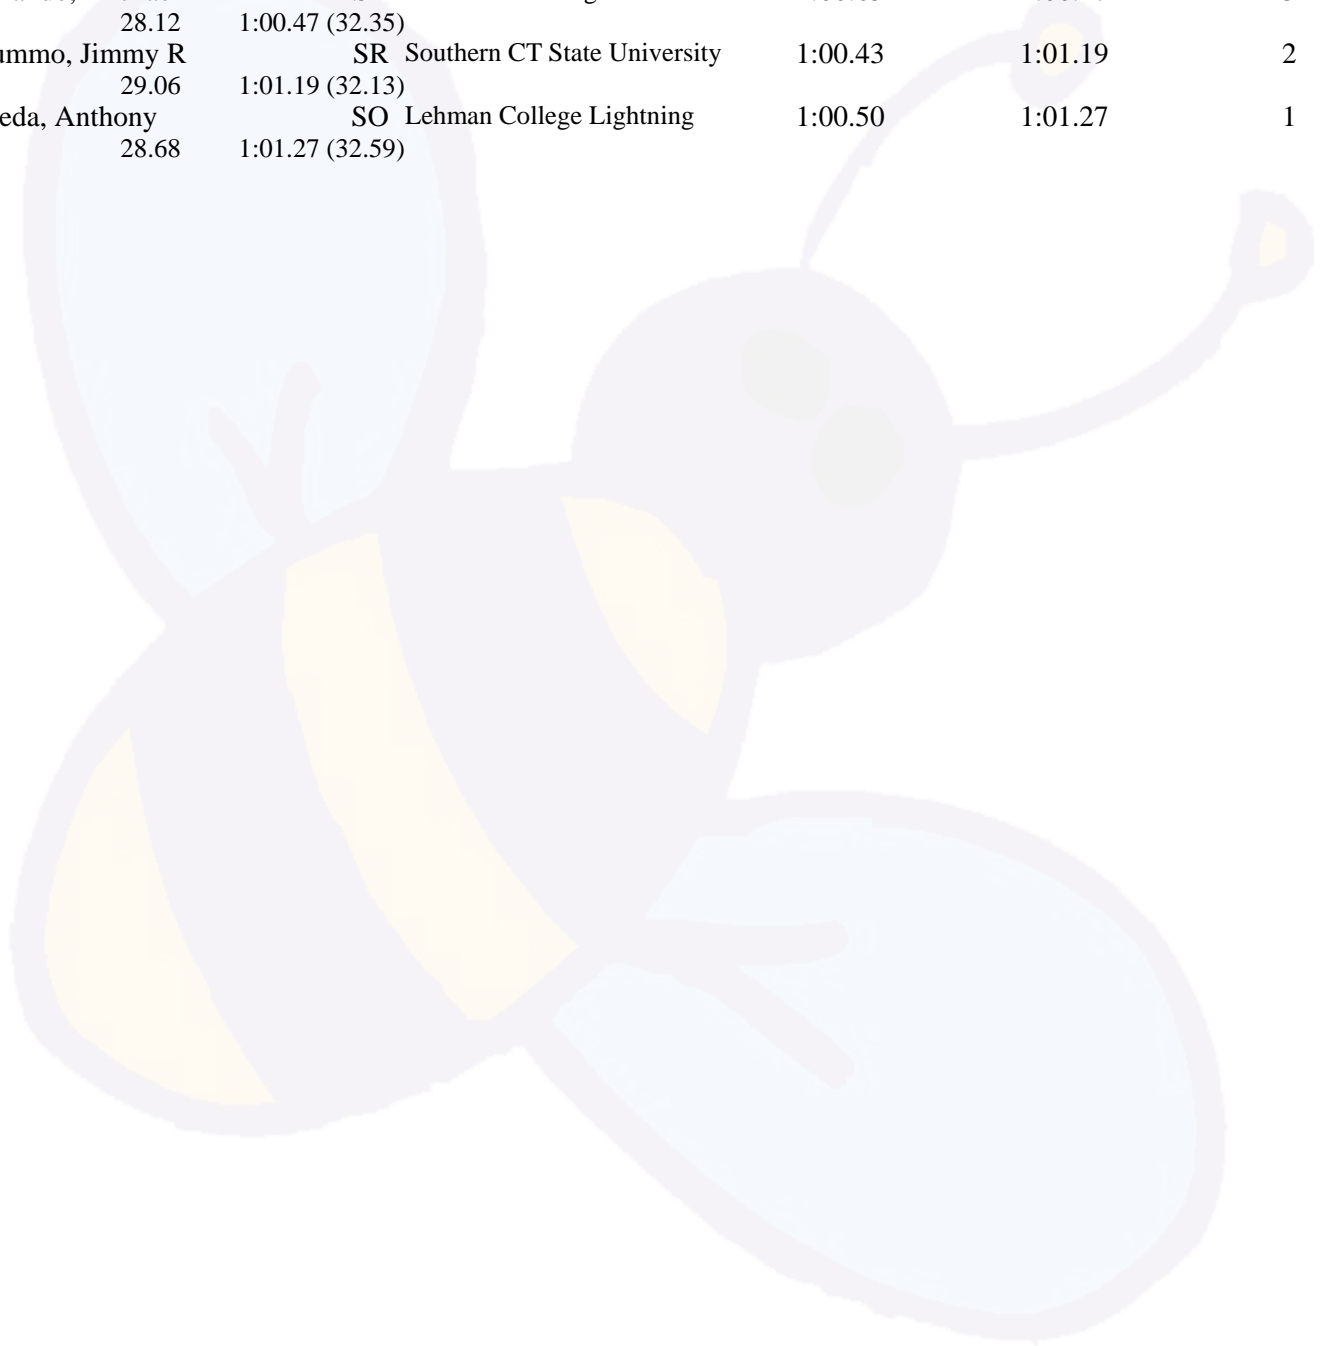 28.12 1:00.47 (32.35)
ummo, Jimmy R SR Southern CT State University 1:00.43 1:01.19 2
29.06 1:01.19 (32.13)
eda, Anthony SO Lehman College Lightning 1:00.50 1:01.27 1
28.68 1:01.27 (32.59)